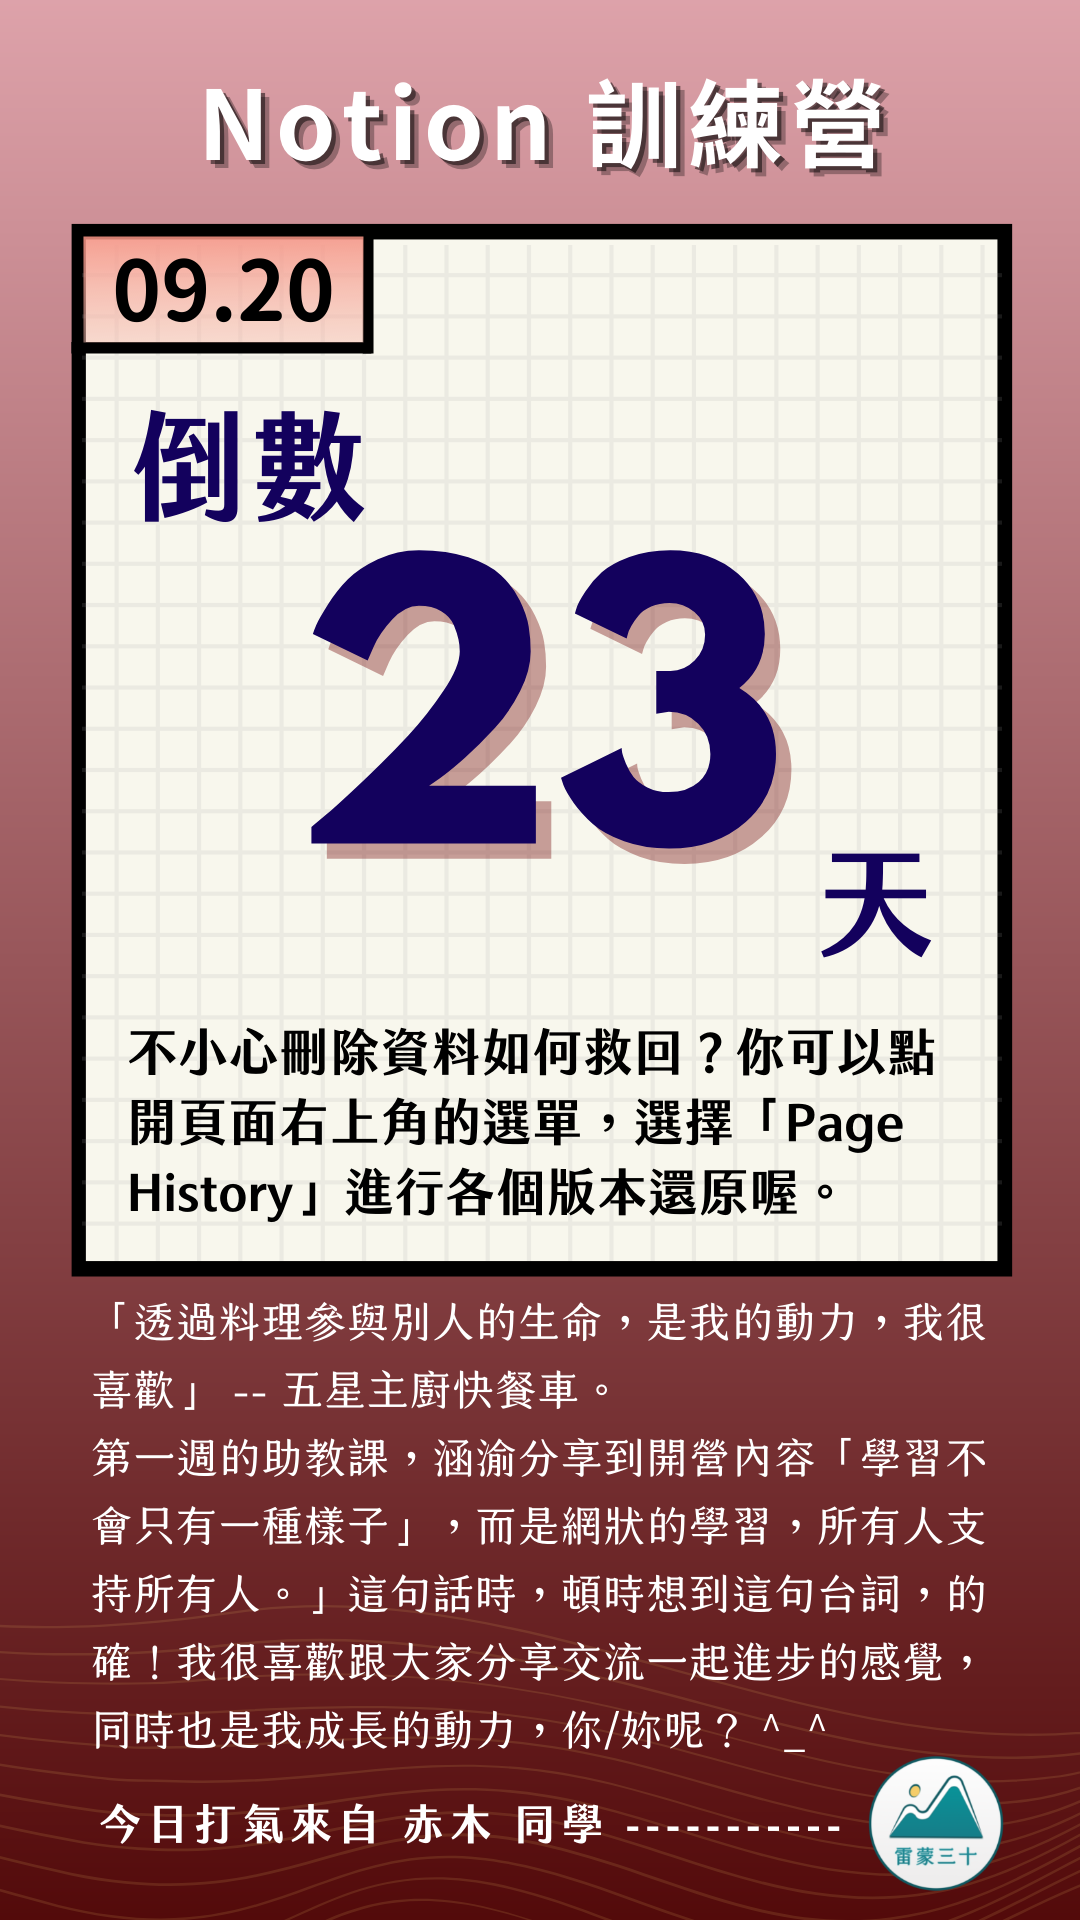 Notion 訓練營
09.20
倒數
23
天
不小心刪除資料如何救回？你可以點
開頁面右上角的選單，選擇「Page
History」進行各個版本還原喔。
「透過料理參與別人的生命，是我的動力，我很
喜歡」 -- 五星主廚快餐車。
第一週的助教課，涵渝分享到開營內容「學習不
會只有一種樣子」，而是網狀的學習，所有人支
持所有人。」這句話時，頓時想到這句台詞，的
確！我很喜歡跟大家分享交流一起進步的感覺，
同時也是我成長的動力，你/妳呢？ ^_^
今日打氣來自 赤木 同學 -----------
雷蒙三十